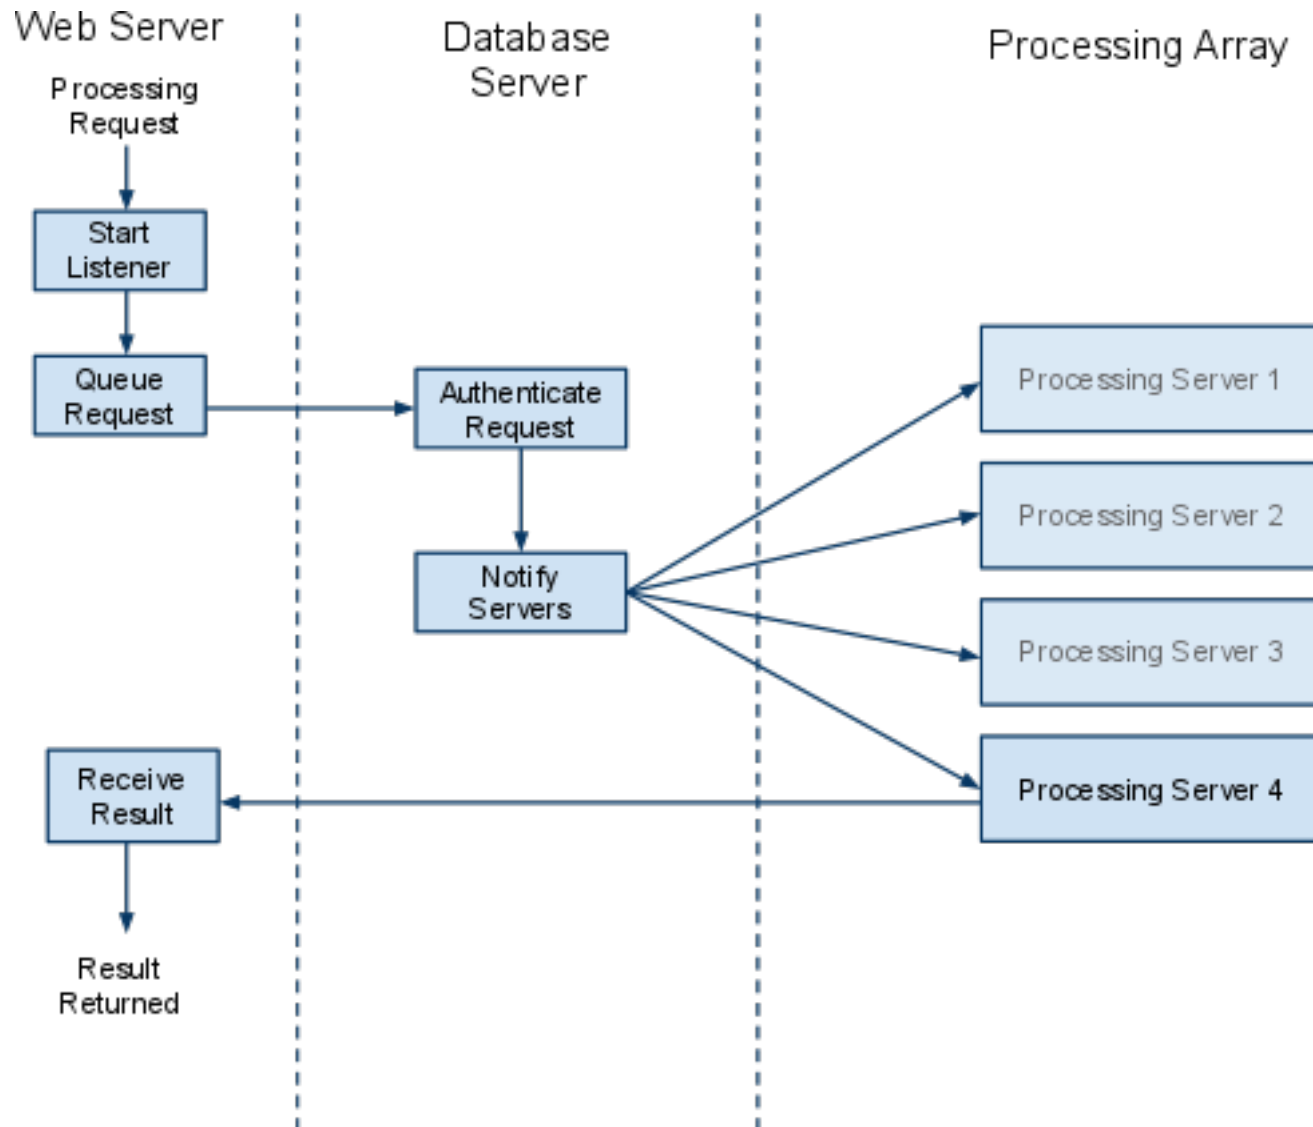 Web Server
Database
Server
Processing Array
Processing
Request
Start
Listener
Queue
Request
Authenticate
Request
Notify
Servers
Processing Server 1
Processing Server 2
Processing Server 3
Processing Server 4
Receive
Result
Result
Returned